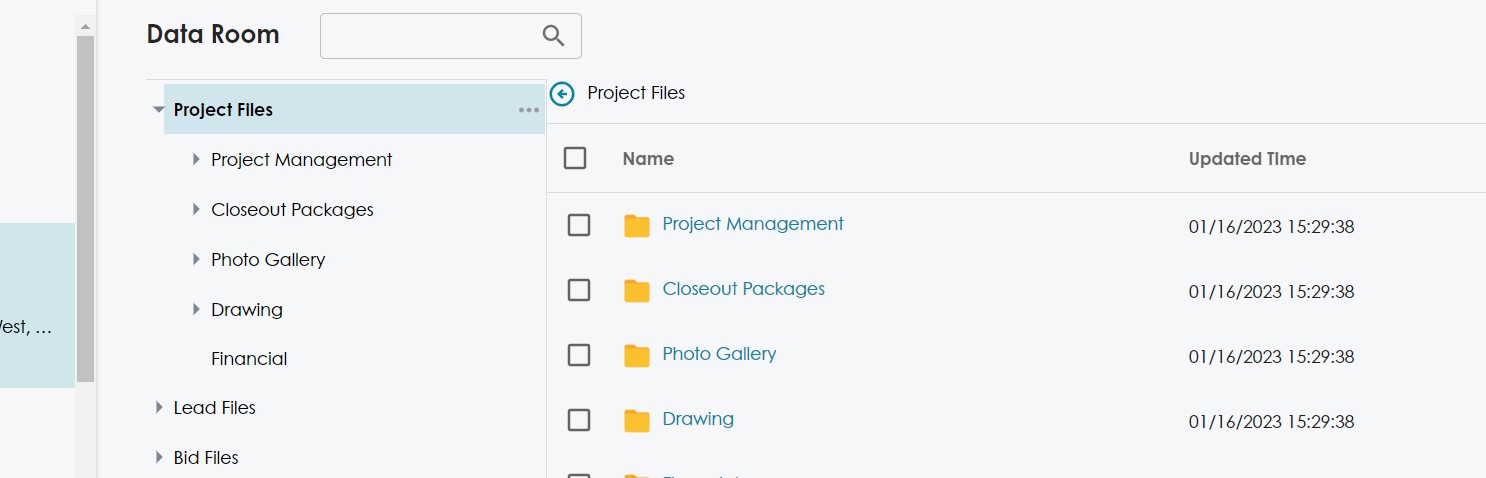 Data Room
Project Files
Project Management
Closeout Packages
Photo Gallery
Drawing
Financial
Lead Files
Bid Files
Project Files
Name Updated Time
Project Management 01/16/2023 15:29:38
Closeout Packages 01/16/2023 15:29:38
Photo Gallery 01/16/2023 15:29:38
Drawing 01/16/2023 15:29:38